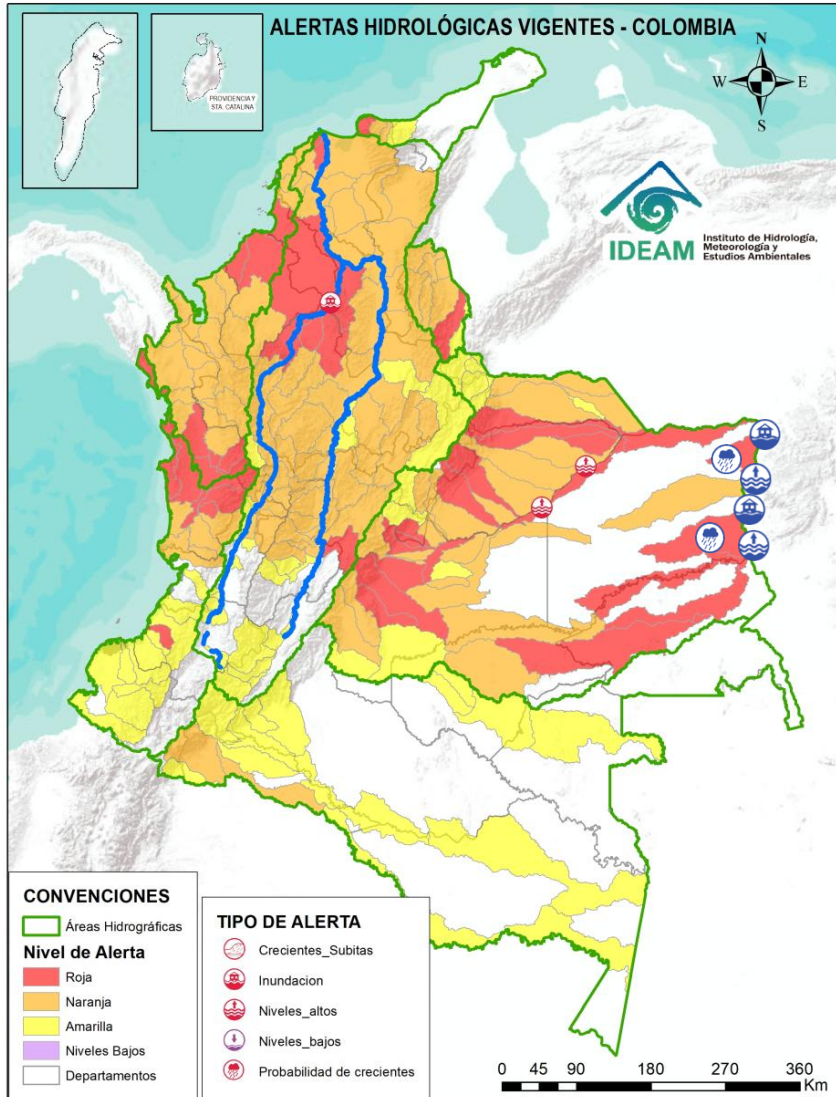 ALERTAS HIDROLÓGICAS VIGENTES - COLOMBIA
PROVIDENCIA Y
STA. CATALINA
N
W E
S
IDEAM
Instituto de Hidrología,
Meteorología y
Estudios Ambientales
CONVENCIONES
Áreas Hidrográficas
Nivel de Alerta
Roja
Naranja
Amarilla
Niveles Bajos
Departamentos
TIPO DE ALERTA
Crecientes_Subitas
Inundacion
Niveles_altos
Niveles_bajos
Probabilidad de crecientes
0 45 90 180 270 360
Km